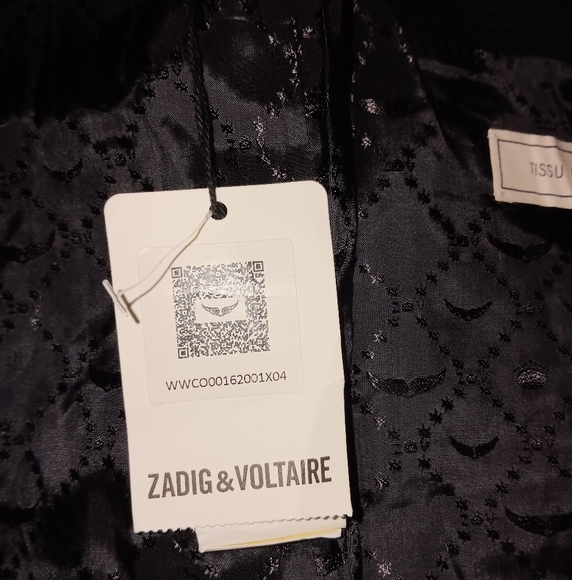 TISSU
WWCO00162001X04
ZADIG & VOLTAIRE